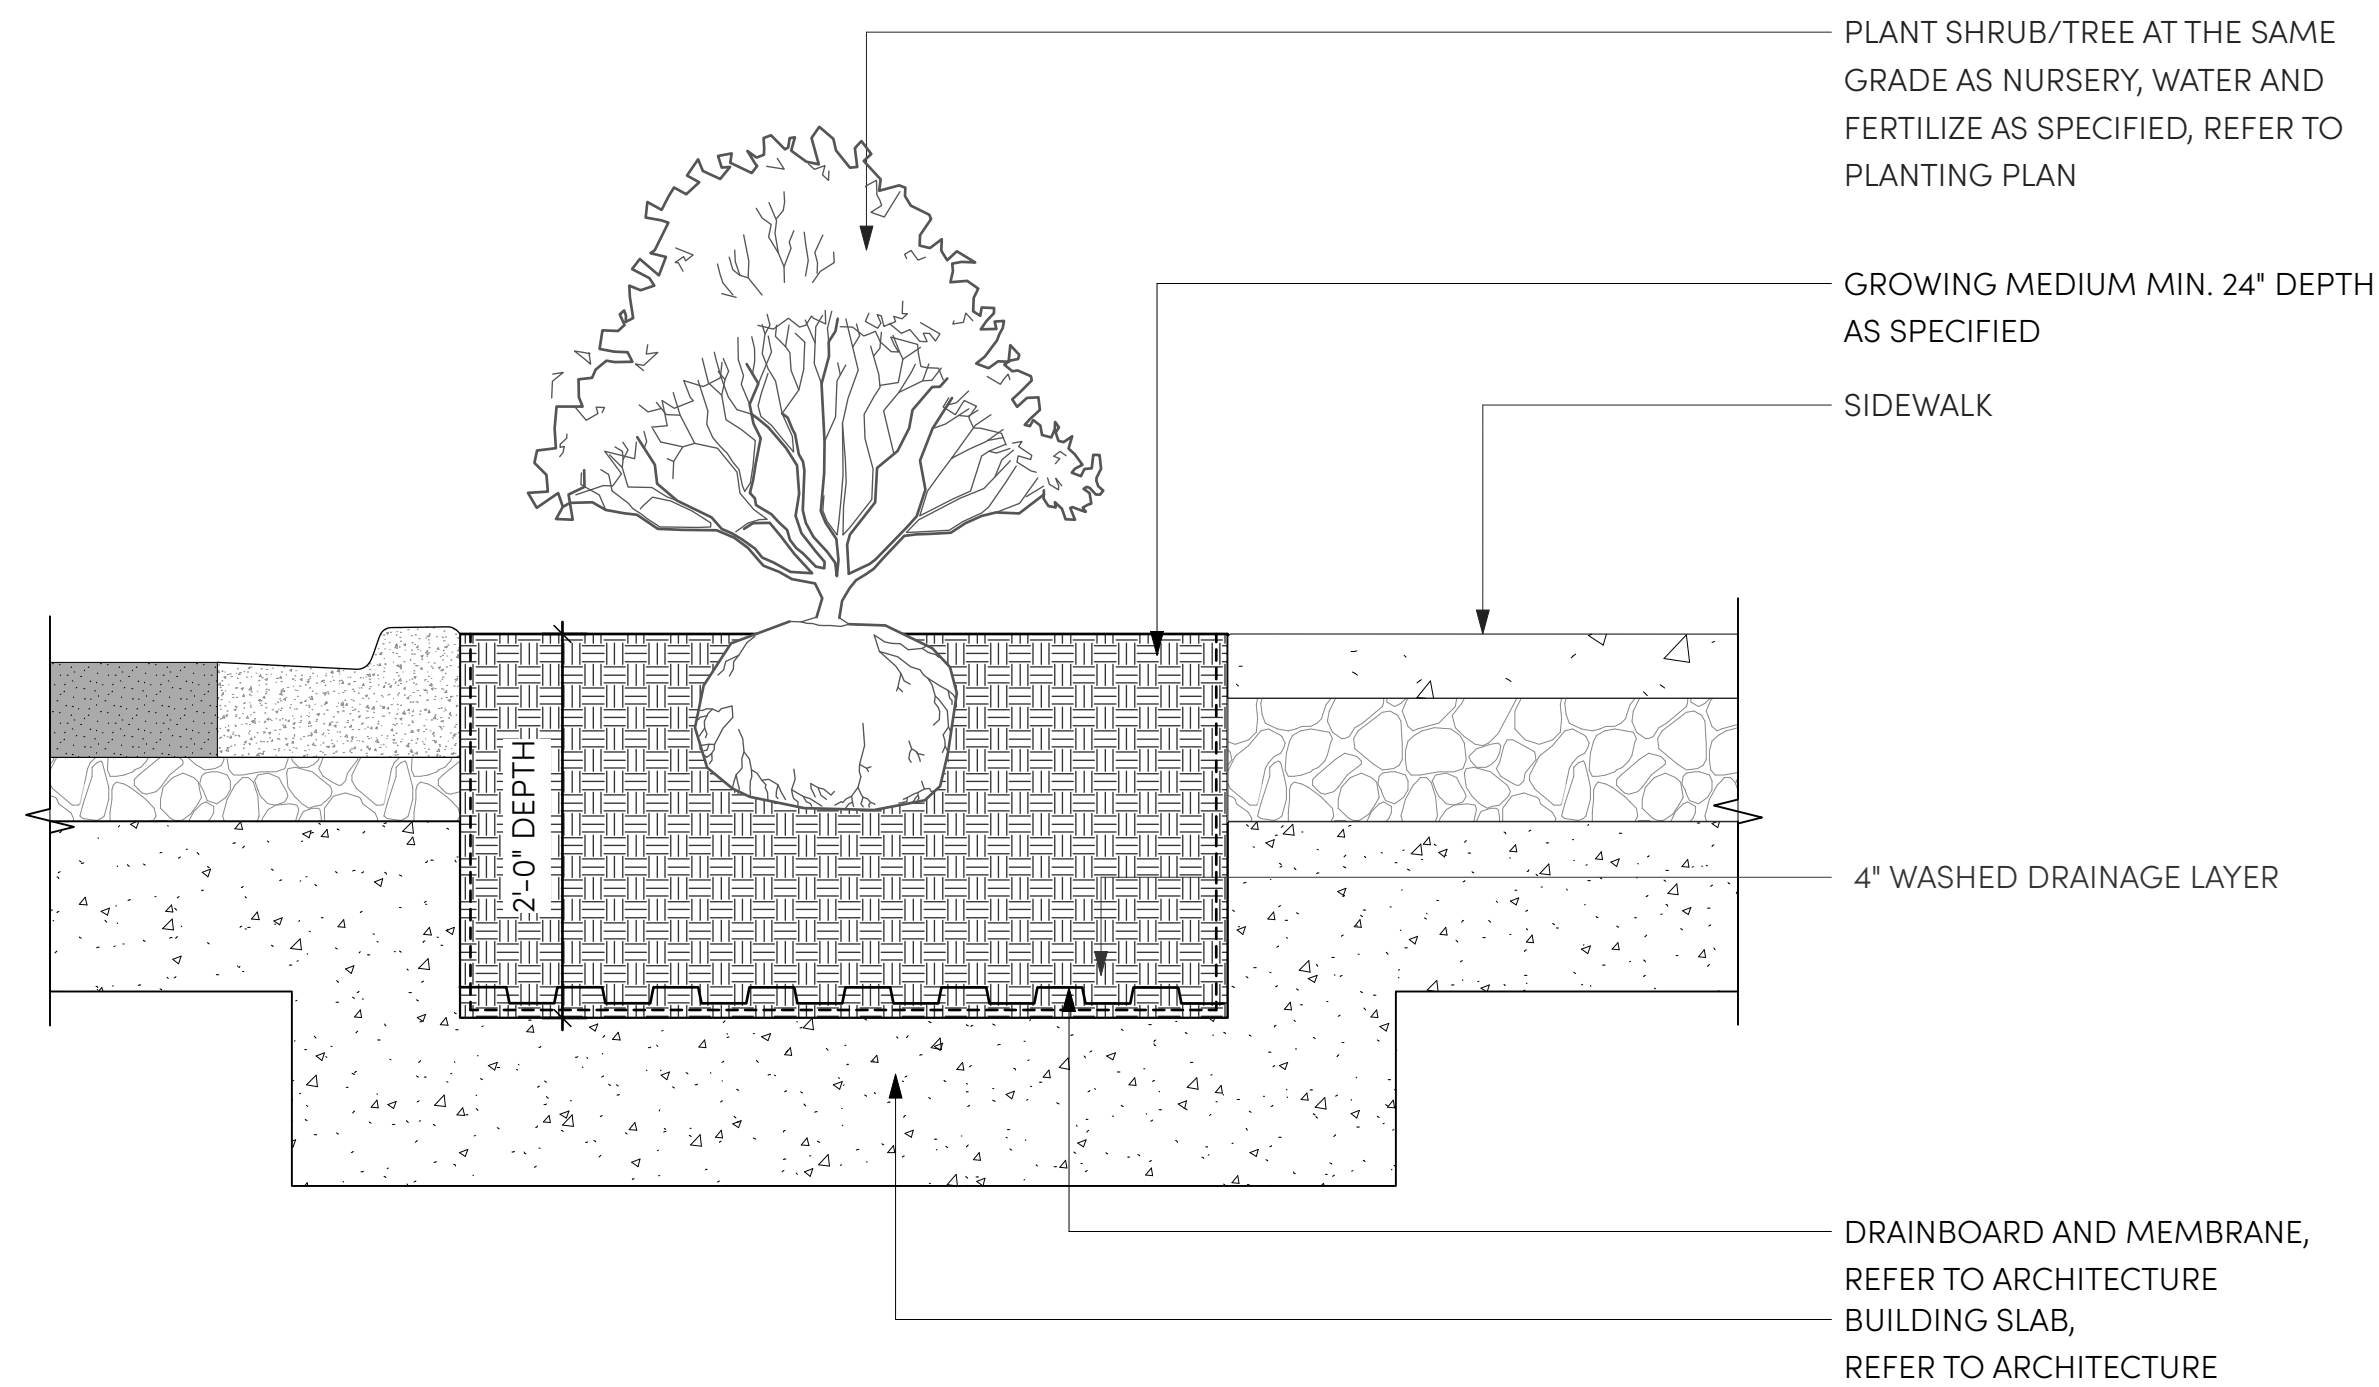 PLANT SHRUB/TREE AT THE SAME
GRADE AS NURSERY, WATER AND
FERTILIZE AS SPECIFIED, REFER TO
PLANTING PLAN
GROWING MEDIUM MIN. 24" DEPTH
AS SPECIFIED
SIDEWALK
2'-0" DEPTH
4" WASHED DRAINAGE LAYER
DRAINBOARD AND MEMBRANE,
REFER TO ARCHITECTURE
BUILDING SLAB,
REFER TO ARCHITECTURE